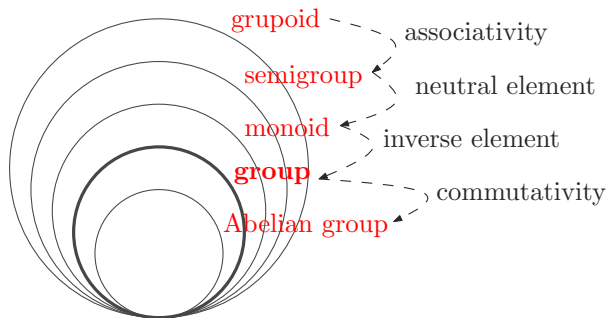 grupoid
associativity
semigroup
neutral element
monoid
inverse element
group
commutativity
Abelian group